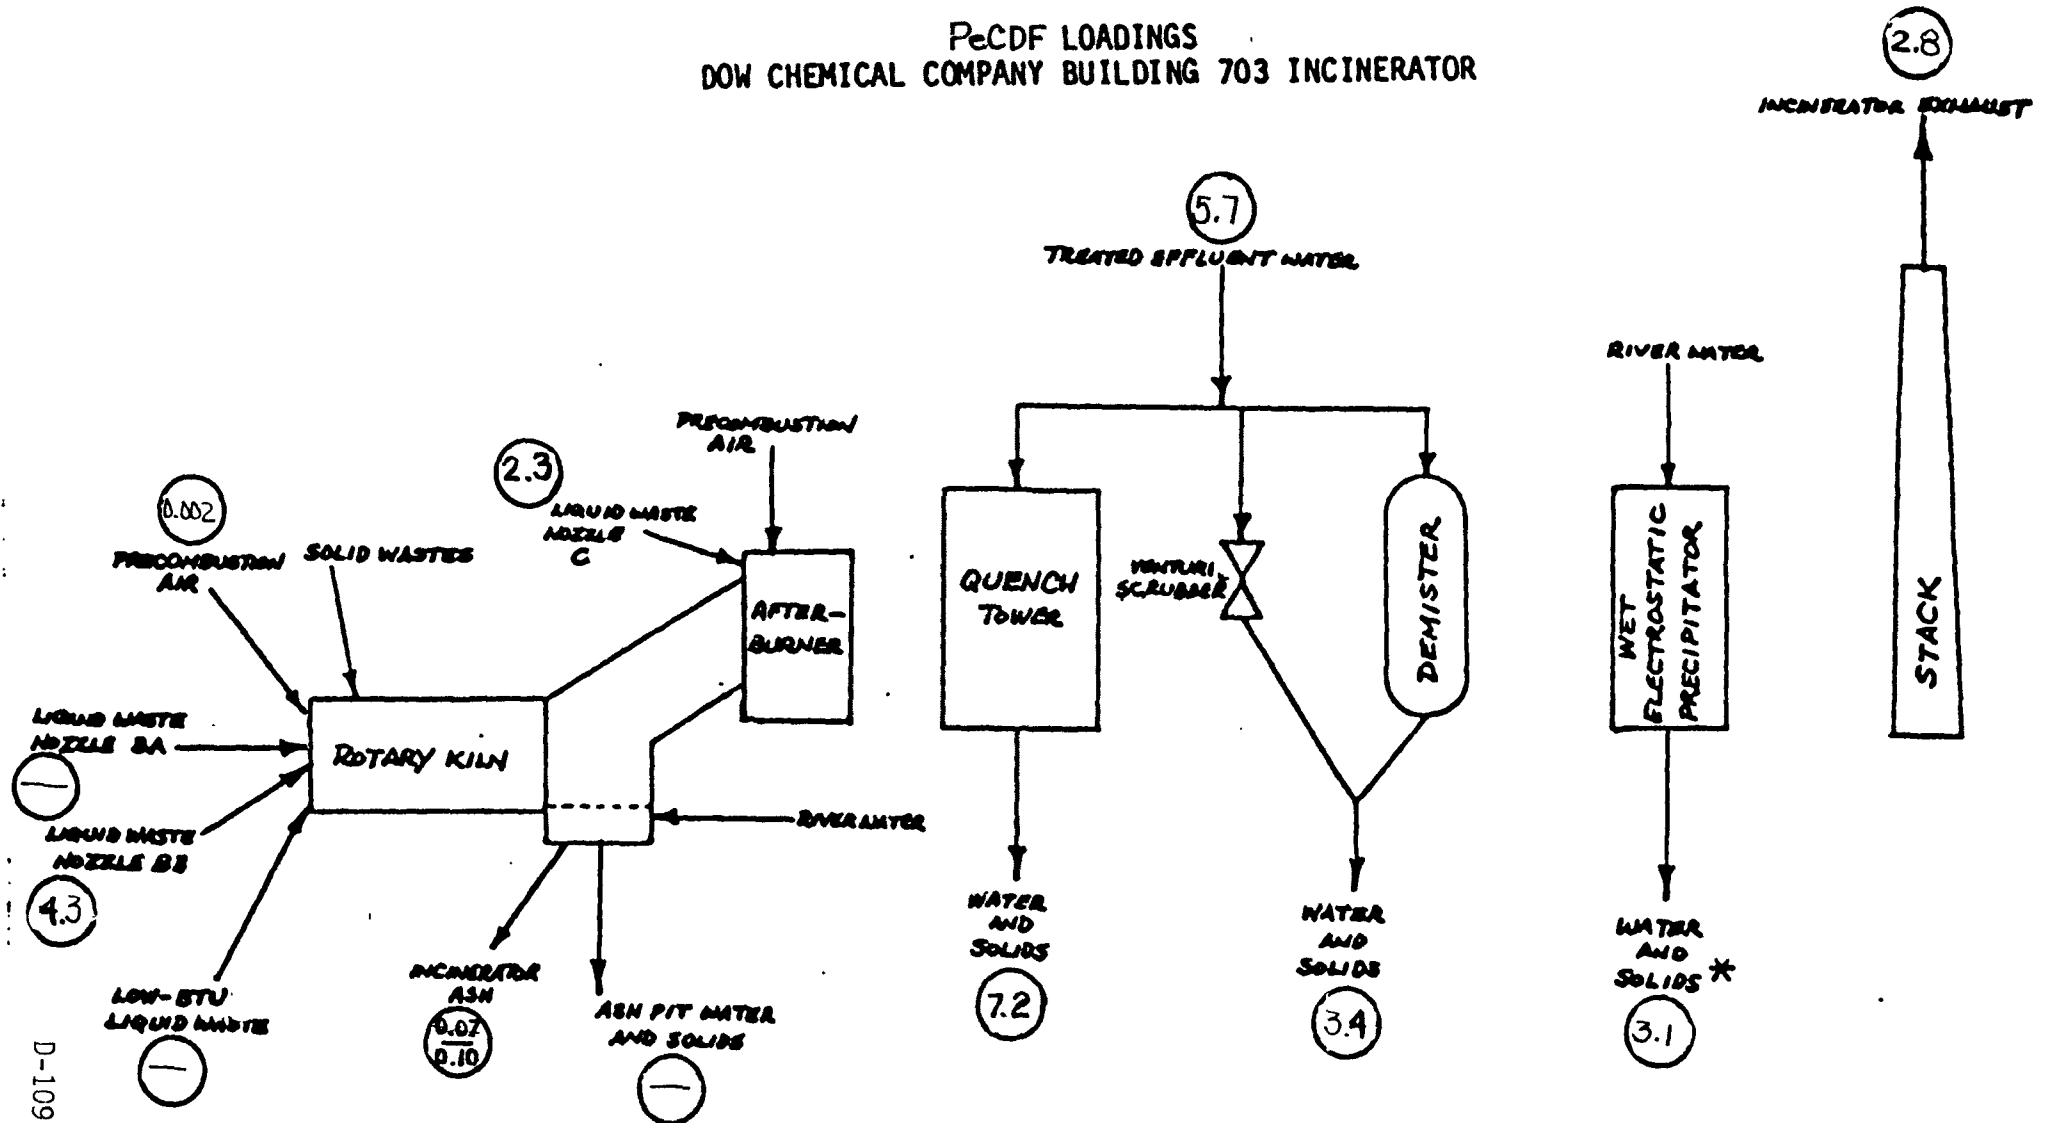 PeCDF LOADINGS
DOW CHEMICAL COMPANY BUILDING 703 INCINERATOR
2.8
INCINERATOR EXHAUST
5.7
TREATED EFFLUENT WATER
RIVER WATER
PRECOMBUSTION
AIR
2.3
LIQUID WASTE
NOZZLE
C
0.002
PRECOMBUSTION
AIR
SOLID WASTES
AFTER-
BURNER
QUENCH
TOWER
VENTURI
SCRUBBER
DEMISTER
WET
ELECTROSTATIC
PRECIPITATOR
STACK
LIQUID WASTE
NOZZLE BA
—
ROTARY KILN
LIQUID WASTE
NOZZLE BB
4.3
RIVER WATER
LOW-BTU
LIQUID WASTE
—
INCINERATOR
ASH
0.07
0.10
ASH PIT WATER
AND SOLIDS
—
WATER
AND
SOLIDS
7.2
WATER
AND
SOLIDS
3.4
WATER
AND
SOLIDS *
3.1
D-109